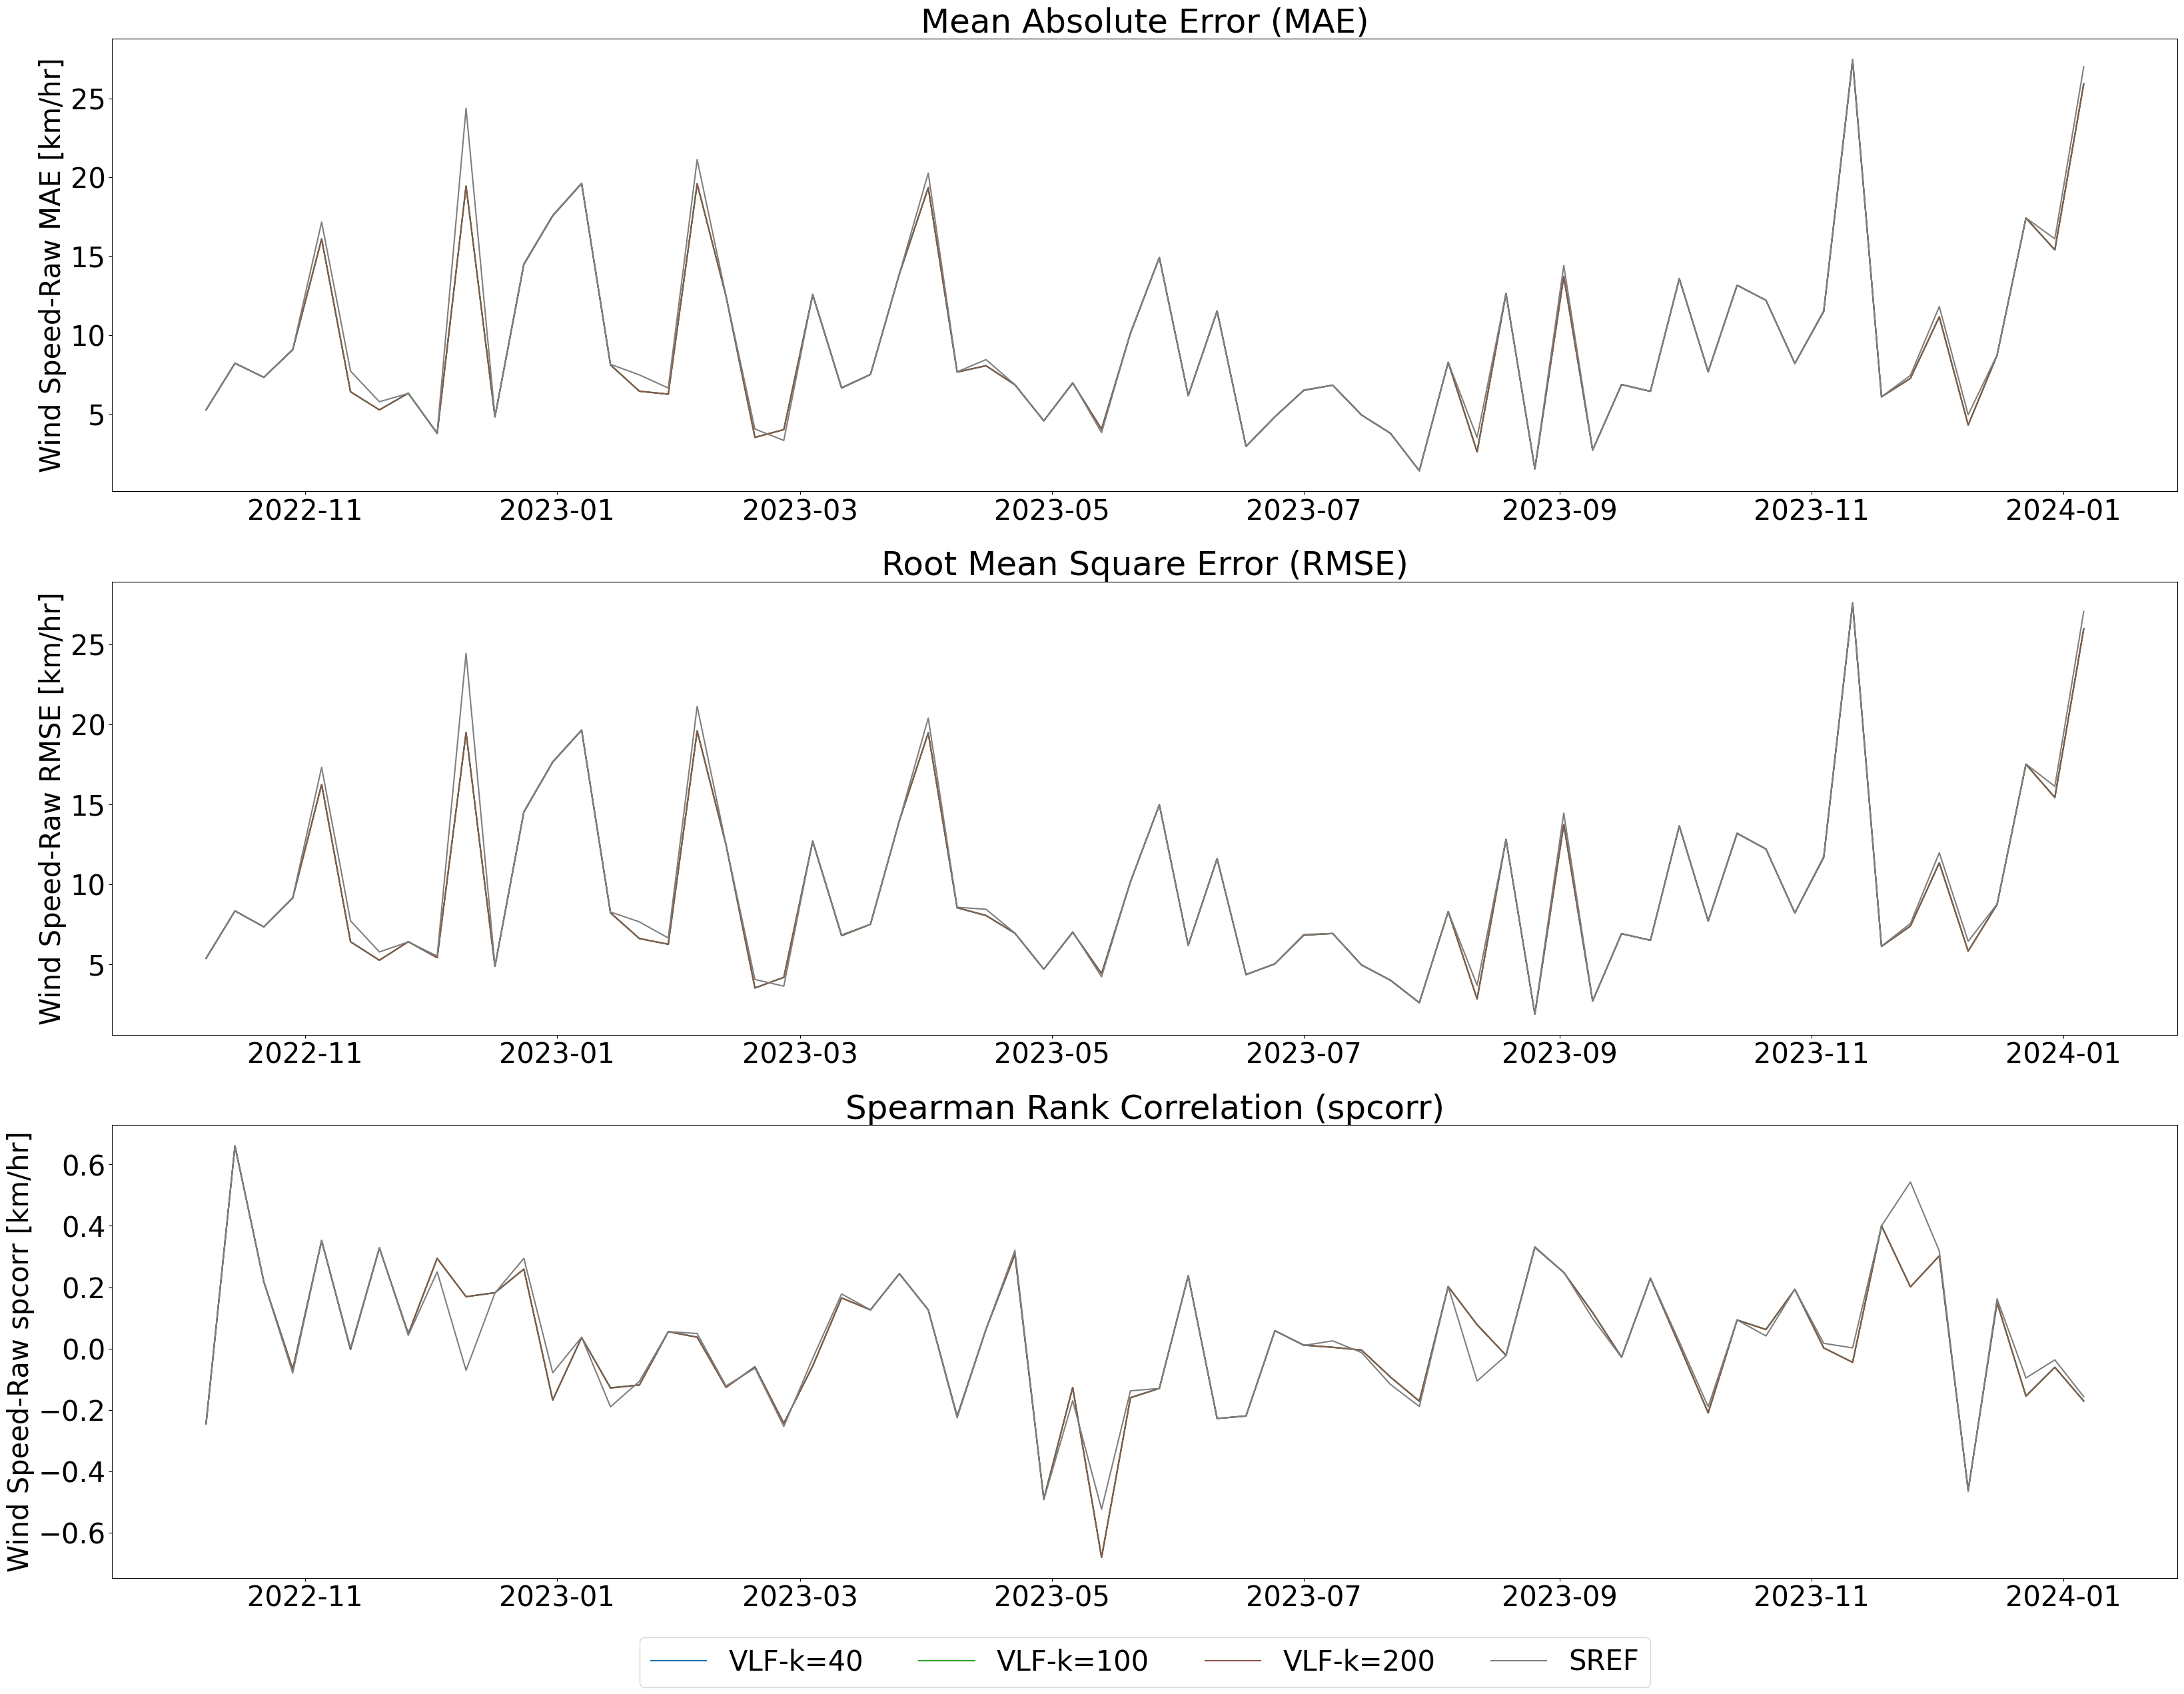 Mean Absolute Error (MAE)
Wind Speed-Raw MAE [km/hr]
25
20
15
10
5
2022-11 2023-01 2023-03 2023-05 2023-07 2023-09 2023-11 2024-01
Root Mean Square Error (RMSE)
Wind Speed-Raw RMSE [km/hr]
25
20
15
10
5
2022-11 2023-01 2023-03 2023-05 2023-07 2023-09 2023-11 2024-01
Spearman Rank Correlation (spcorr)
Wind Speed-Raw spcorr [km/hr]
0.6
0.4
0.2
0.0
−0.2
−0.4
−0.6
2022-11 2023-01 2023-03 2023-05 2023-07 2023-09 2023-11 2024-01
VLF-k=40 VLF-k=100 VLF-k=200 SREF